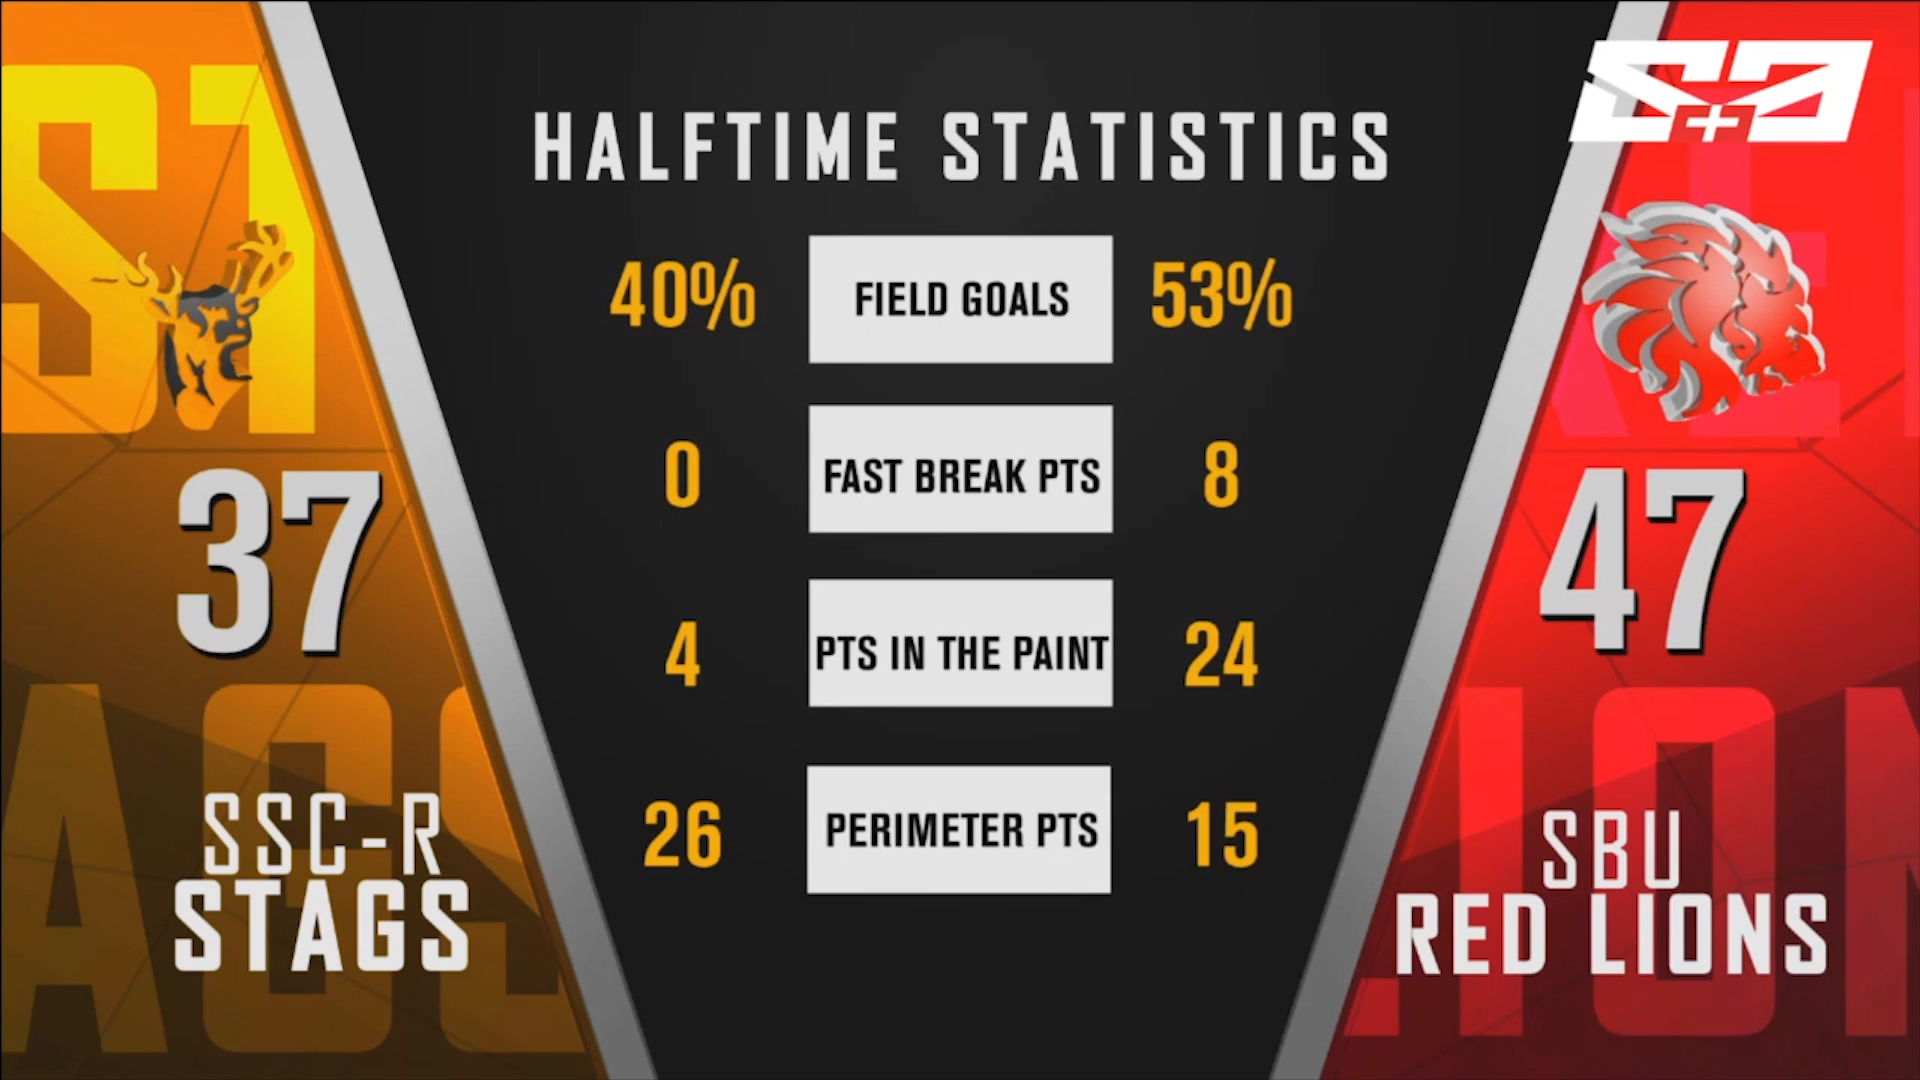 S+A
HALFTIME STATISTICS
40% FIELD GOALS 53%
0 FAST BREAK PTS 8
37 47
4 PTS IN THE PAINT 24
26 PERIMETER PTS 15
SSC-R
STAGS
SBU
RED LIONS